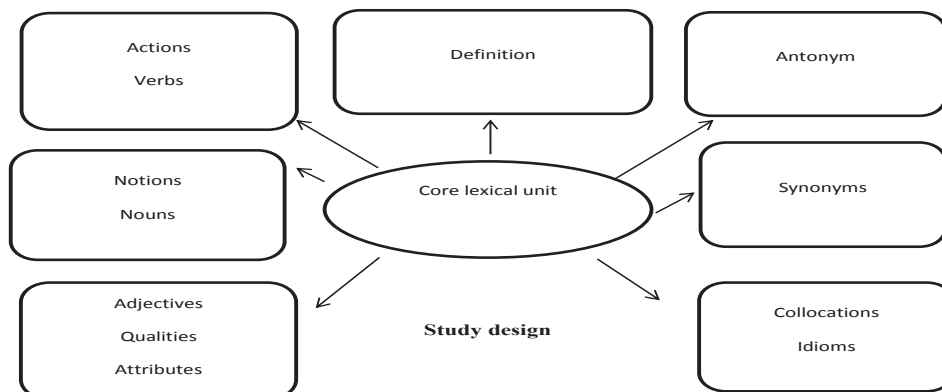 Actions
Verbs
Definition
Antonym
Notions
Nouns
Core lexical unit
Synonyms
Adjectives
Qualities
Attributes
Study design
Collocations
Idioms